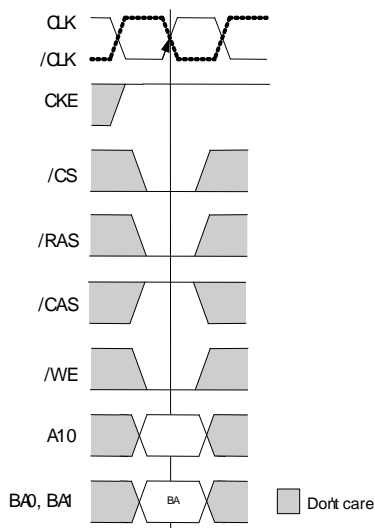 CLK
/CLK
CKE
/CS
/RAS
/CAS
/WE
A10
BA0, BA1
BA
Don't care